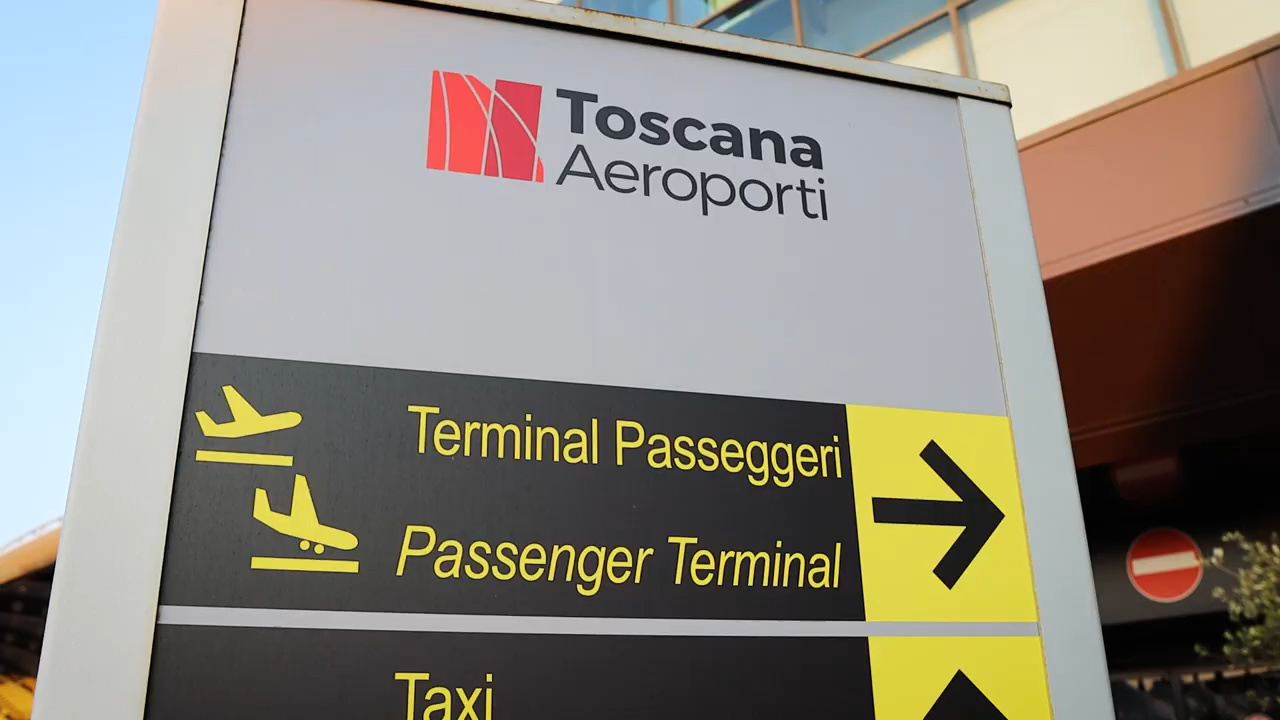 Toscana
Aeroporti
Terminal Passeggeri
Passenger Terminal
Taxi